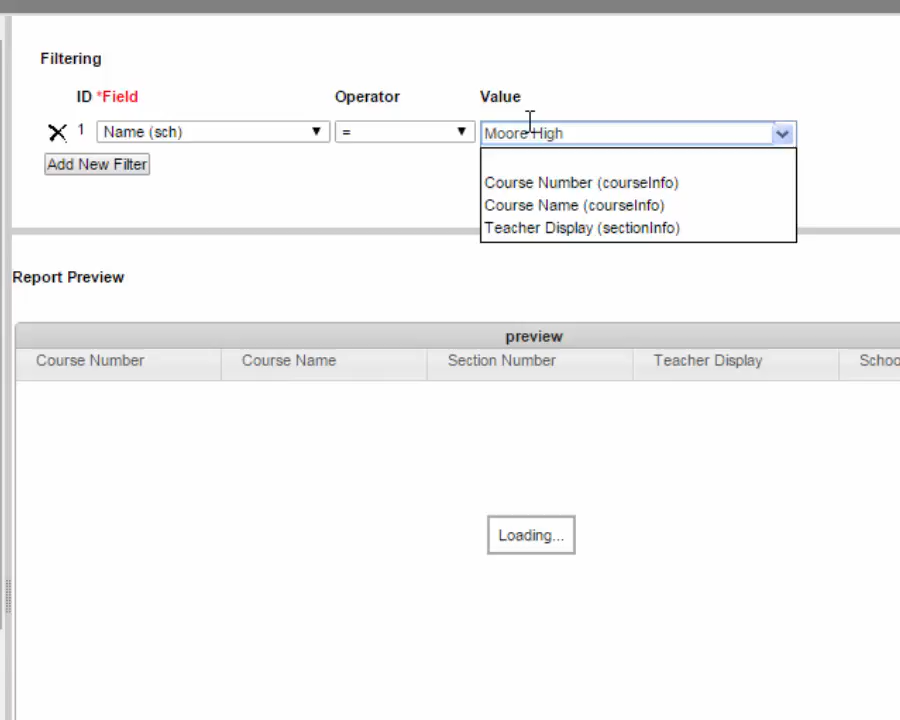 Filtering
ID *Field Operator Value
1 Name (sch) = Moore High
Add New Filter
Course Number (courseInfo)
Course Name (courseInfo)
Teacher Display (sectionInfo)
Report Preview
preview
Course Number Course Name Section Number Teacher Display Schoo
Loading...